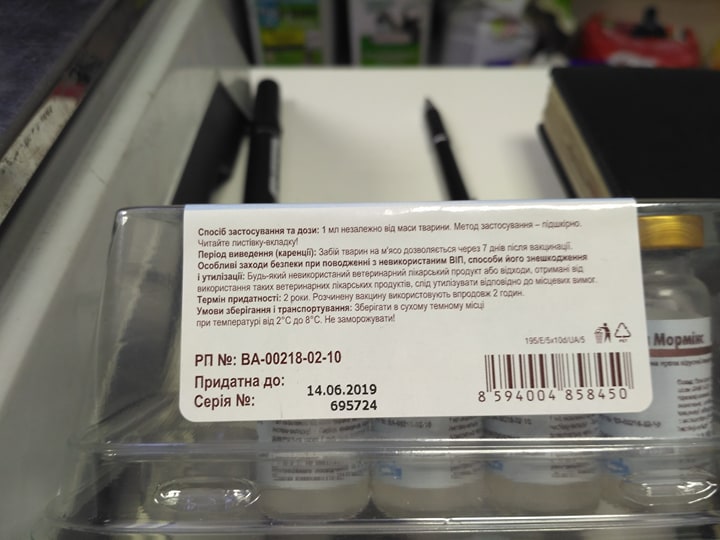 Спосіб застосування та дози: 1 мл незалежно від маси тварини. Метод застосування – підшкірно.
Читайте листівку-вкладку!
Період виведення (каренції): Забій тварин на м'ясо дозволяється через 7 днів після вакцинації.
Особливі заходи безпеки при поводженні з невикористаним ВІП, способи його знешкодження
і утилізації: Будь-який невикористаний ветеринарний лікарський продукт або відходи, отримані від
використання таких ветеринарних лікарських продуктів, слід утилізувати відповідно до місцевих вимог.
Термін придатності: 2 роки. Розчинену вакцину використовують впродовж 2 годин.
Умови зберігання і транспортування: Зберігати в сухому темному місці
при температурі від 2°C до 8°C. Не заморожувати!
195/E/5x10d/UA/5
PET
РП №: ВА-00218-02-10
Придатна до: 14.06.2019
Серія №: 695724
8 594004 858450
Мормікс